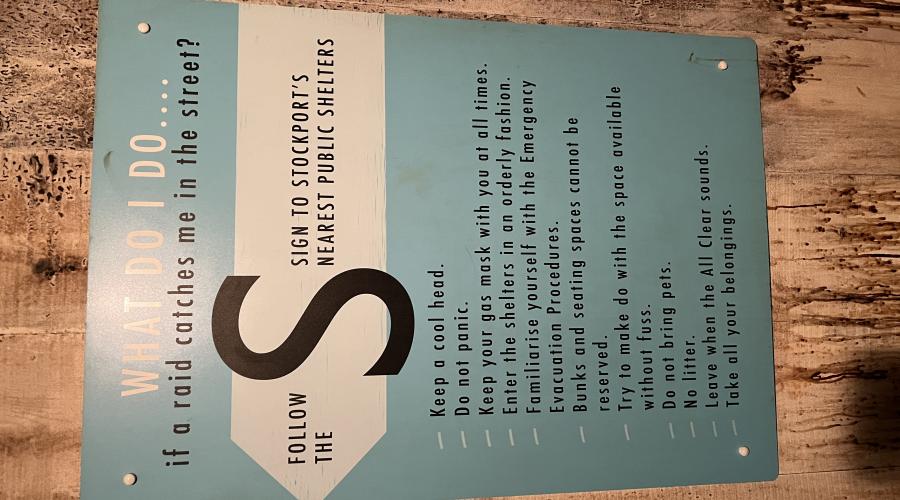 WHAT DO I DO....
if a raid catches me in the street?
FOLLOW THE S SIGN TO STOCKPORT'S
NEAREST PUBLIC SHELTERS
— Keep a cool head.
— Do not panic.
— Keep your gas mask with you at all times.
— Enter the shelters in an orderly fashion.
— Familiarise yourself with the Emergency
Evacuation Procedures.
— Bunks and seating spaces cannot be
reserved.
— Try to make do with the space available
without fuss.
— Do not bring pets.
— No litter.
— Leave when the All Clear sounds.
— Take all your belongings.